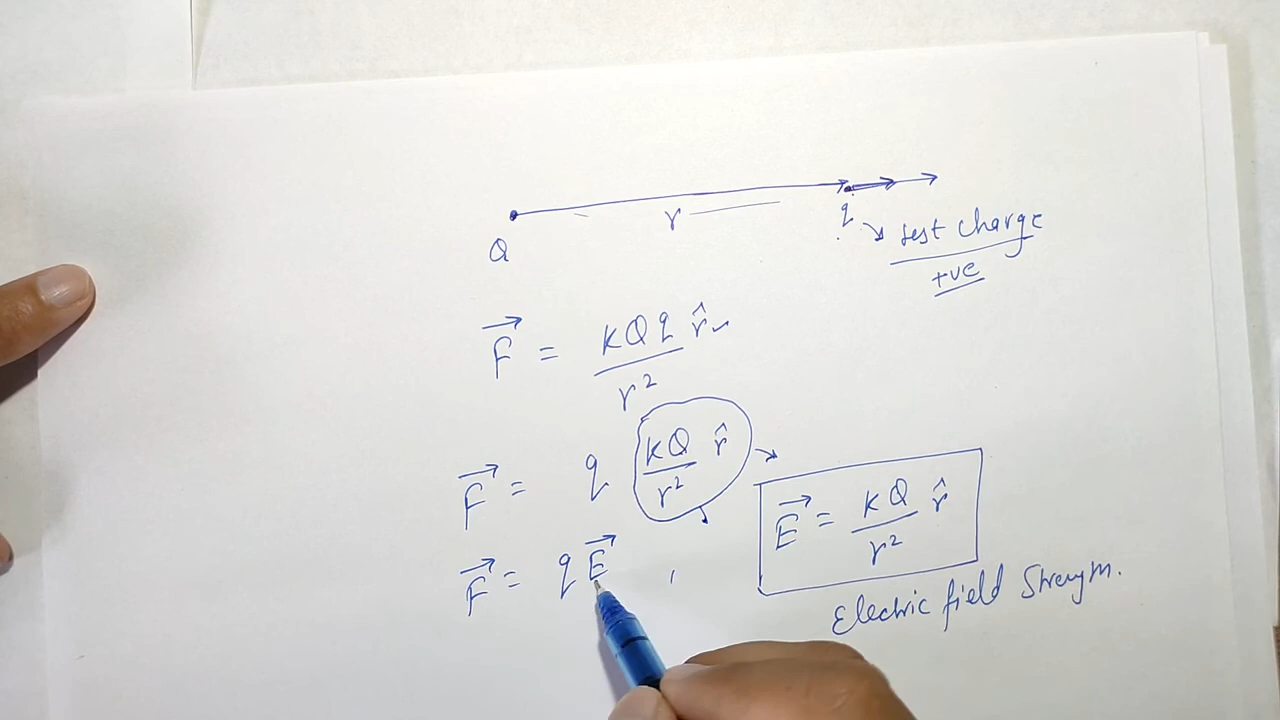 Q r q → test charge
+ve
F⃗ = kQq/r² r̂
F⃗ = q kQ/r² r̂ →
E⃗ = kQ/r² r̂
F⃗ = qE⃗ ,
Electric field Strength.